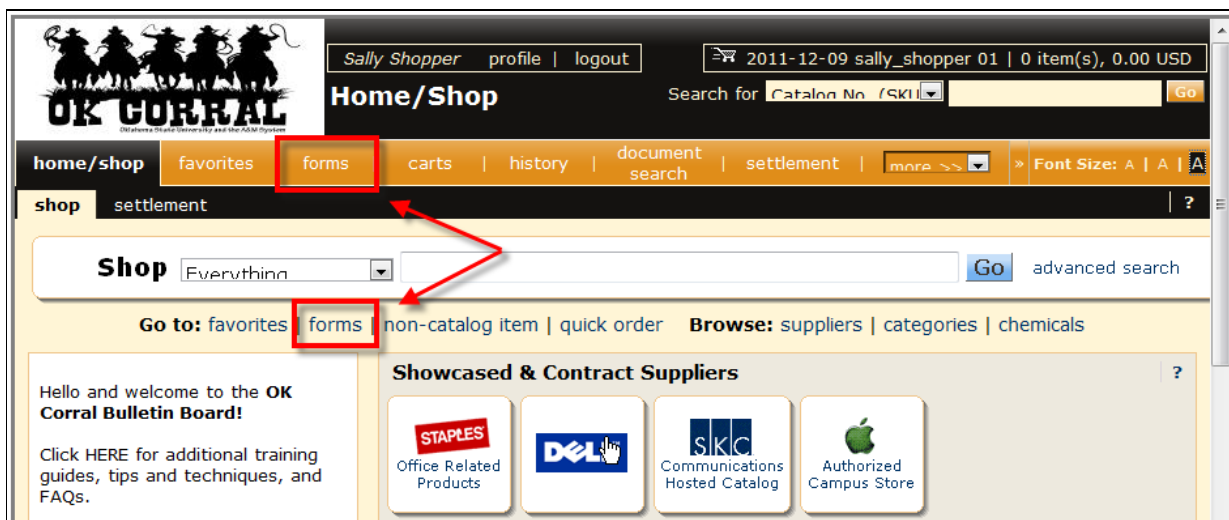 OK CORRAL
Oklahoma State University and the A&M System
Sally Shopper profile | logout
2011-12-09 sally_shopper 01 | 0 item(s), 0.00 USD
Home/Shop
Search for Catalog No. (SKU Go
home/shop favorites forms carts | history | document search | settlement | more >> » Font Size: A | A | A
shop settlement | ?
Shop Everything Go advanced search
Go to: favorites | forms | non-catalog item | quick order Browse: suppliers | categories | chemicals
Hello and welcome to the OK
Corral Bulletin Board!
Click HERE for additional training
guides, tips and techniques, and
FAQs.
Showcased & Contract Suppliers ?
STAPLES
Office Related
Products
DELL
SKC
Communications
Hosted Catalog
Authorized
Campus Store